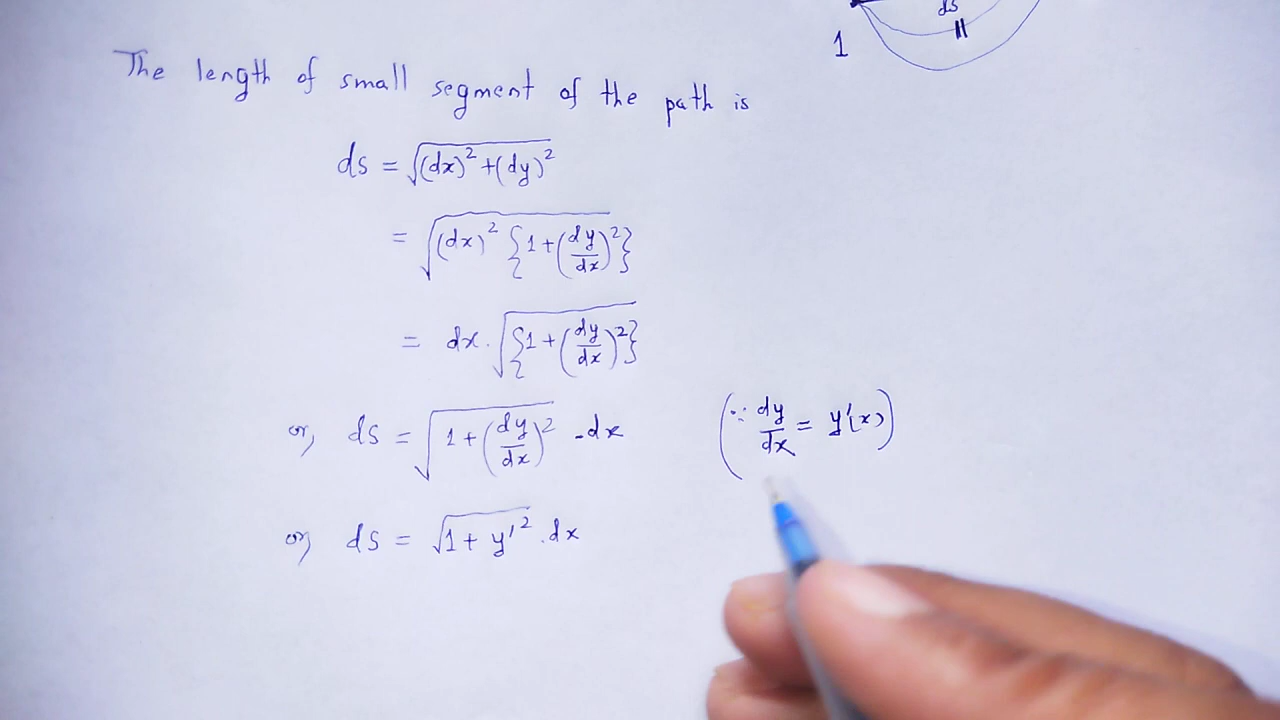 ds
1
The length of small segment of the path is
ds = √(dx)² + (dy)²
= √(dx)² {1 + (dy/dx)²}
= dx . √{1 + (dy/dx)²}
or, ds = √1 + (dy/dx)² . dx (∵ dy/dx = y'(x))
or, ds = √1 + y'² . dx